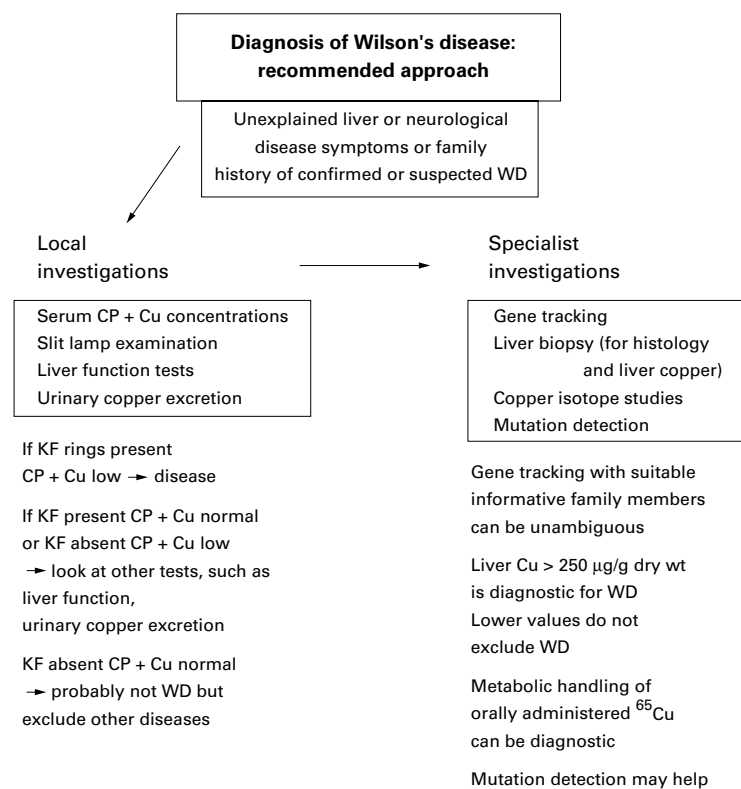 Diagnosis of Wilson's disease:
recommended approach
Unexplained liver or neurological
disease symptoms or family
history of confirmed or suspected WD
Local
investigations
Serum CP + Cu concentrations
Slit lamp examination
Liver function tests
Urinary copper excretion
If KF rings present
CP + Cu low → disease
If KF present CP + Cu normal
or KF absent CP + Cu low
→ look at other tests, such as
liver function,
urinary copper excretion
KF absent CP + Cu normal
→ probably not WD but
exclude other diseases
Specialist
investigations
Gene tracking
Liver biopsy (for histology
and liver copper)
Copper isotope studies
Mutation detection
Gene tracking with suitable
informative family members
can be unambiguous
Liver Cu > 250 µg/g dry wt
is diagnostic for WD
Lower values do not
exclude WD
Metabolic handling of
orally administered ⁶⁵Cu
can be diagnostic
Mutation detection may help